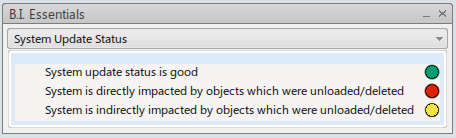 B.I. Essentials
System Update Status
System update status is good
System is directly impacted by objects which were unloaded/deleted
System is indirectly impacted by objects which were unloaded/deleted